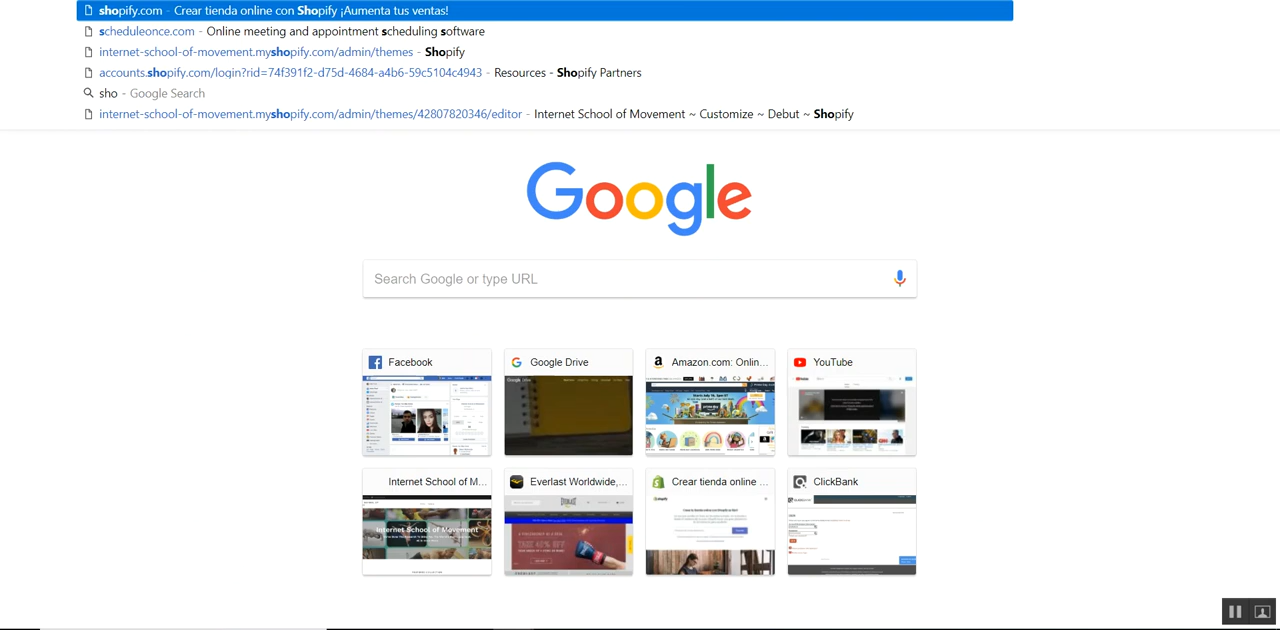 shopify.com - Crear tienda online con Shopify ¡Aumenta tus ventas!
scheduleonce.com - Online meeting and appointment scheduling software
internet-school-of-movement.myshopify.com/admin/themes - Shopify
accounts.shopify.com/login?rid=74f391f2-d75d-4684-a4b6-59c5104c4943 - Resources - Shopify Partners
sho - Google Search
internet-school-of-movement.myshopify.com/admin/themes/42807820346/editor - Internet School of Movement ~ Customize ~ Debut ~ Shopify
Google
Search Google or type URL
Facebook
Google Drive
Amazon.com: Onlin...
YouTube
Internet School of M...
Everlast Worldwide,...
Crear tienda online ...
ClickBank
Internet School of Movement